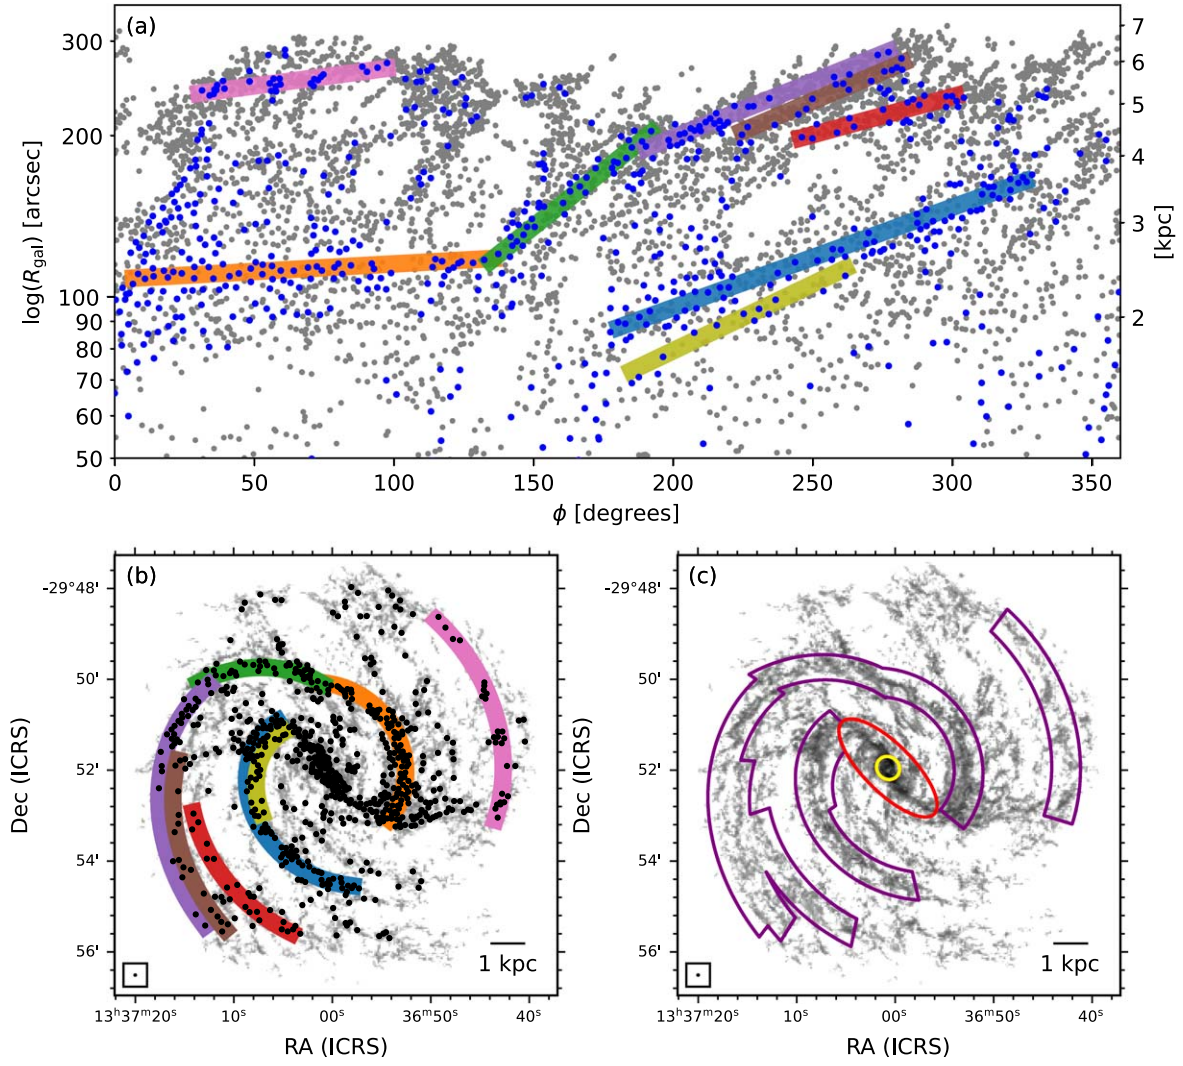 (a)
300
200
100
90
80
70
60
50
log(R_gal) [arcsec]
7
6
5
4
3
2
[kpc]
0 50 100 150 200 250 300 350
ϕ [degrees]
(b)
-29°48'
50'
52'
54'
56'
Dec (ICRS)
1 kpc
13ʰ37ᵐ20ˢ 10ˢ 00ˢ 36ᵐ50ˢ 40ˢ
RA (ICRS)
(c)
-29°48'
50'
52'
54'
56'
Dec (ICRS)
1 kpc
13ʰ37ᵐ20ˢ 10ˢ 00ˢ 36ᵐ50ˢ 40ˢ
RA (ICRS)